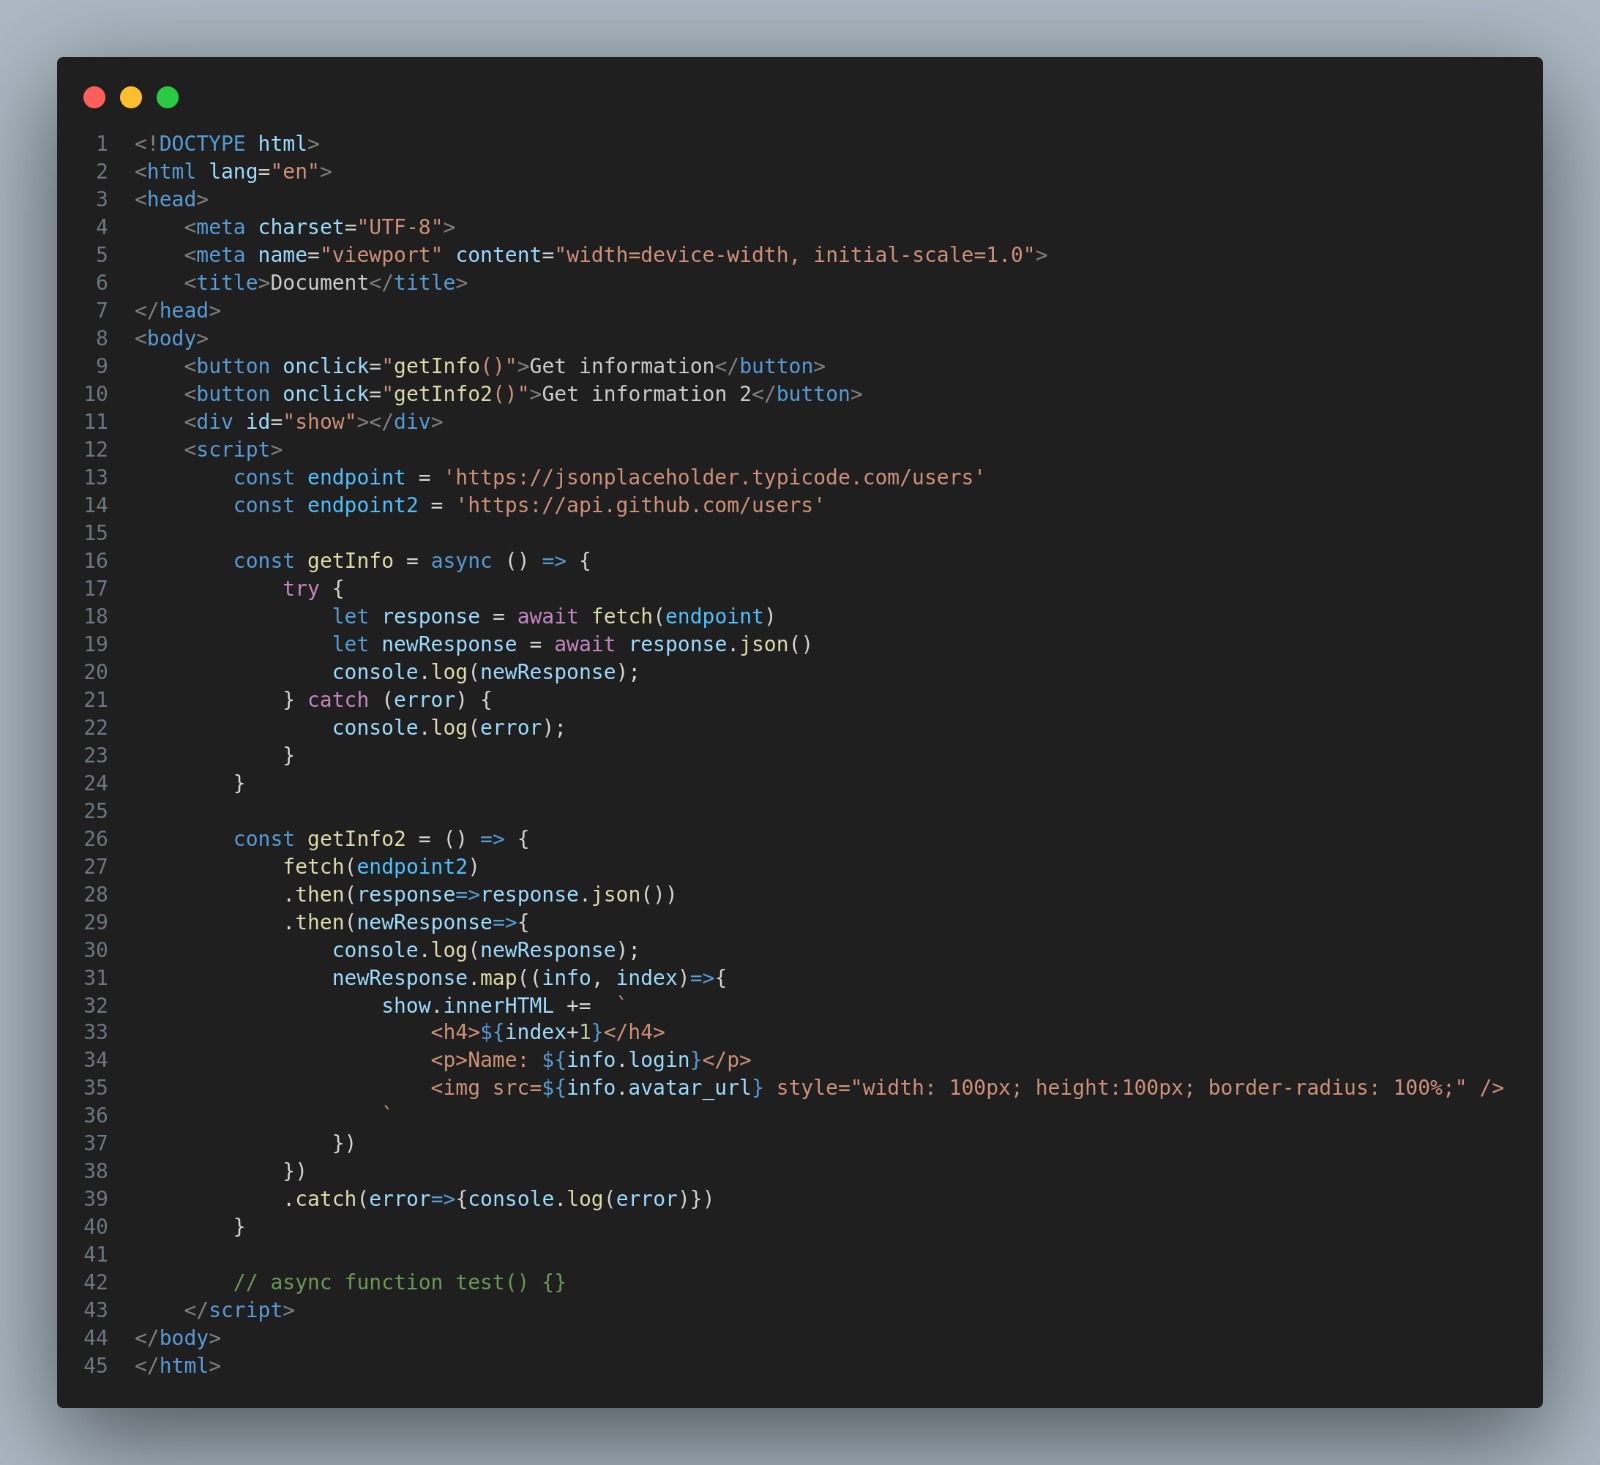 1 <!DOCTYPE html>
2 <html lang="en">
3 <head>
4     <meta charset="UTF-8">
5     <meta name="viewport" content="width=device-width, initial-scale=1.0">
6     <title>Document</title>
7 </head>
8 <body>
9     <button onclick="getInfo()">Get information</button>
10     <button onclick="getInfo2()">Get information 2</button>
11     <div id="show"></div>
12     <script>
13         const endpoint = 'https://jsonplaceholder.typicode.com/users'
14         const endpoint2 = 'https://api.github.com/users'
15
16         const getInfo = async () => {
17             try {
18                 let response = await fetch(endpoint)
19                 let newResponse = await response.json()
20                 console.log(newResponse);
21             } catch (error) {
22                 console.log(error);
23             }
24         }
25
26         const getInfo2 = () => {
27             fetch(endpoint2)
28             .then(response=>response.json())
29             .then(newResponse=>{
30                 console.log(newResponse);
31                 newResponse.map((info, index)=>{
32                     show.innerHTML +=  `
33                         <h4>${index+1}</h4>
34                         <p>Name: ${info.login}</p>
35                         <img src=${info.avatar_url} style="width: 100px; height:100px; border-radius: 100%;" />
36                     `
37                 })
38             })
39             .catch(error=>{console.log(error)})
40         }
41
42         // async function test() {}
43     </script>
44 </body>
45 </html>